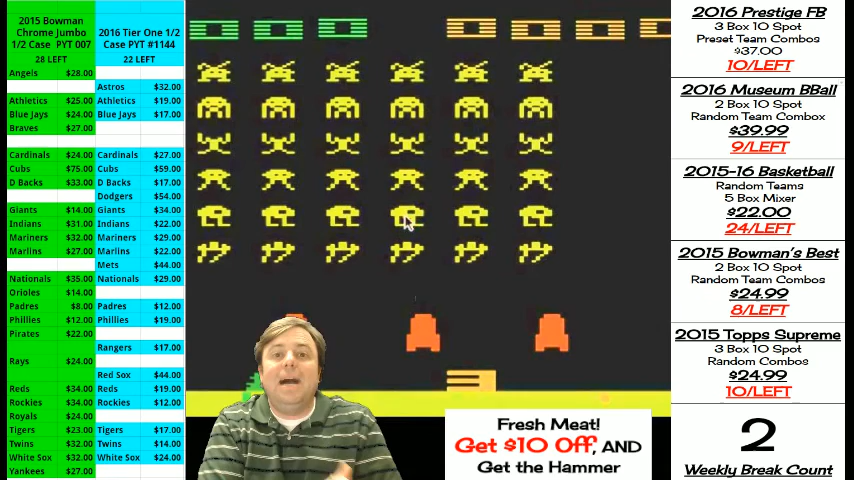 2015 Bowman
Chrome Jumbo
1/2 Case PYT 007
28 LEFT
Angels $28.00
Athletics $25.00
Blue Jays $24.00
Braves $27.00
Cardinals $24.00
Cubs $75.00
D Backs $33.00
Giants $14.00
Indians $31.00
Mariners $32.00
Marlins $27.00
Nationals $35.00
Orioles $14.00
Padres $8.00
Phillies $12.00
Pirates $22.00
Rays $24.00
Reds $34.00
Rockies $34.00
Royals $24.00
Tigers $23.00
Twins $32.00
White Sox $32.00
Yankees $27.00
2016 Tier One 1/2
Case PYT #1144
22 LEFT
Astros $32.00
Athletics $19.00
Blue Jays $17.00
Cardinals $27.00
Cubs $59.00
D Backs $17.00
Dodgers $54.00
Giants $34.00
Indians $22.00
Mariners $29.00
Marlins $22.00
Mets $44.00
Nationals $29.00
Padres $12.00
Phillies $19.00
Rangers $17.00
Red Sox $44.00
Reds $19.00
Rockies $12.00
Tigers $17.00
Twins $14.00
White Sox $24.00
Fresh Meat!
Get $10 Off, AND
Get the Hammer
2016 Prestige FB
3 Box 10 Spot
Preset Team Combos
$37.00
10/LEFT
2016 Museum BBall
2 Box 10 Spot
Random Team Combox
$39.99
9/LEFT
2015-16 Basketball
Random Teams
5 Box Mixer
$22.00
24/LEFT
2015 Bowman's Best
2 Box 10 Spot
Random Team Combos
$24.99
8/LEFT
2015 Topps Supreme
3 Box 10 Spot
Random Combos
$24.99
10/LEFT
2
Weekly Break Count